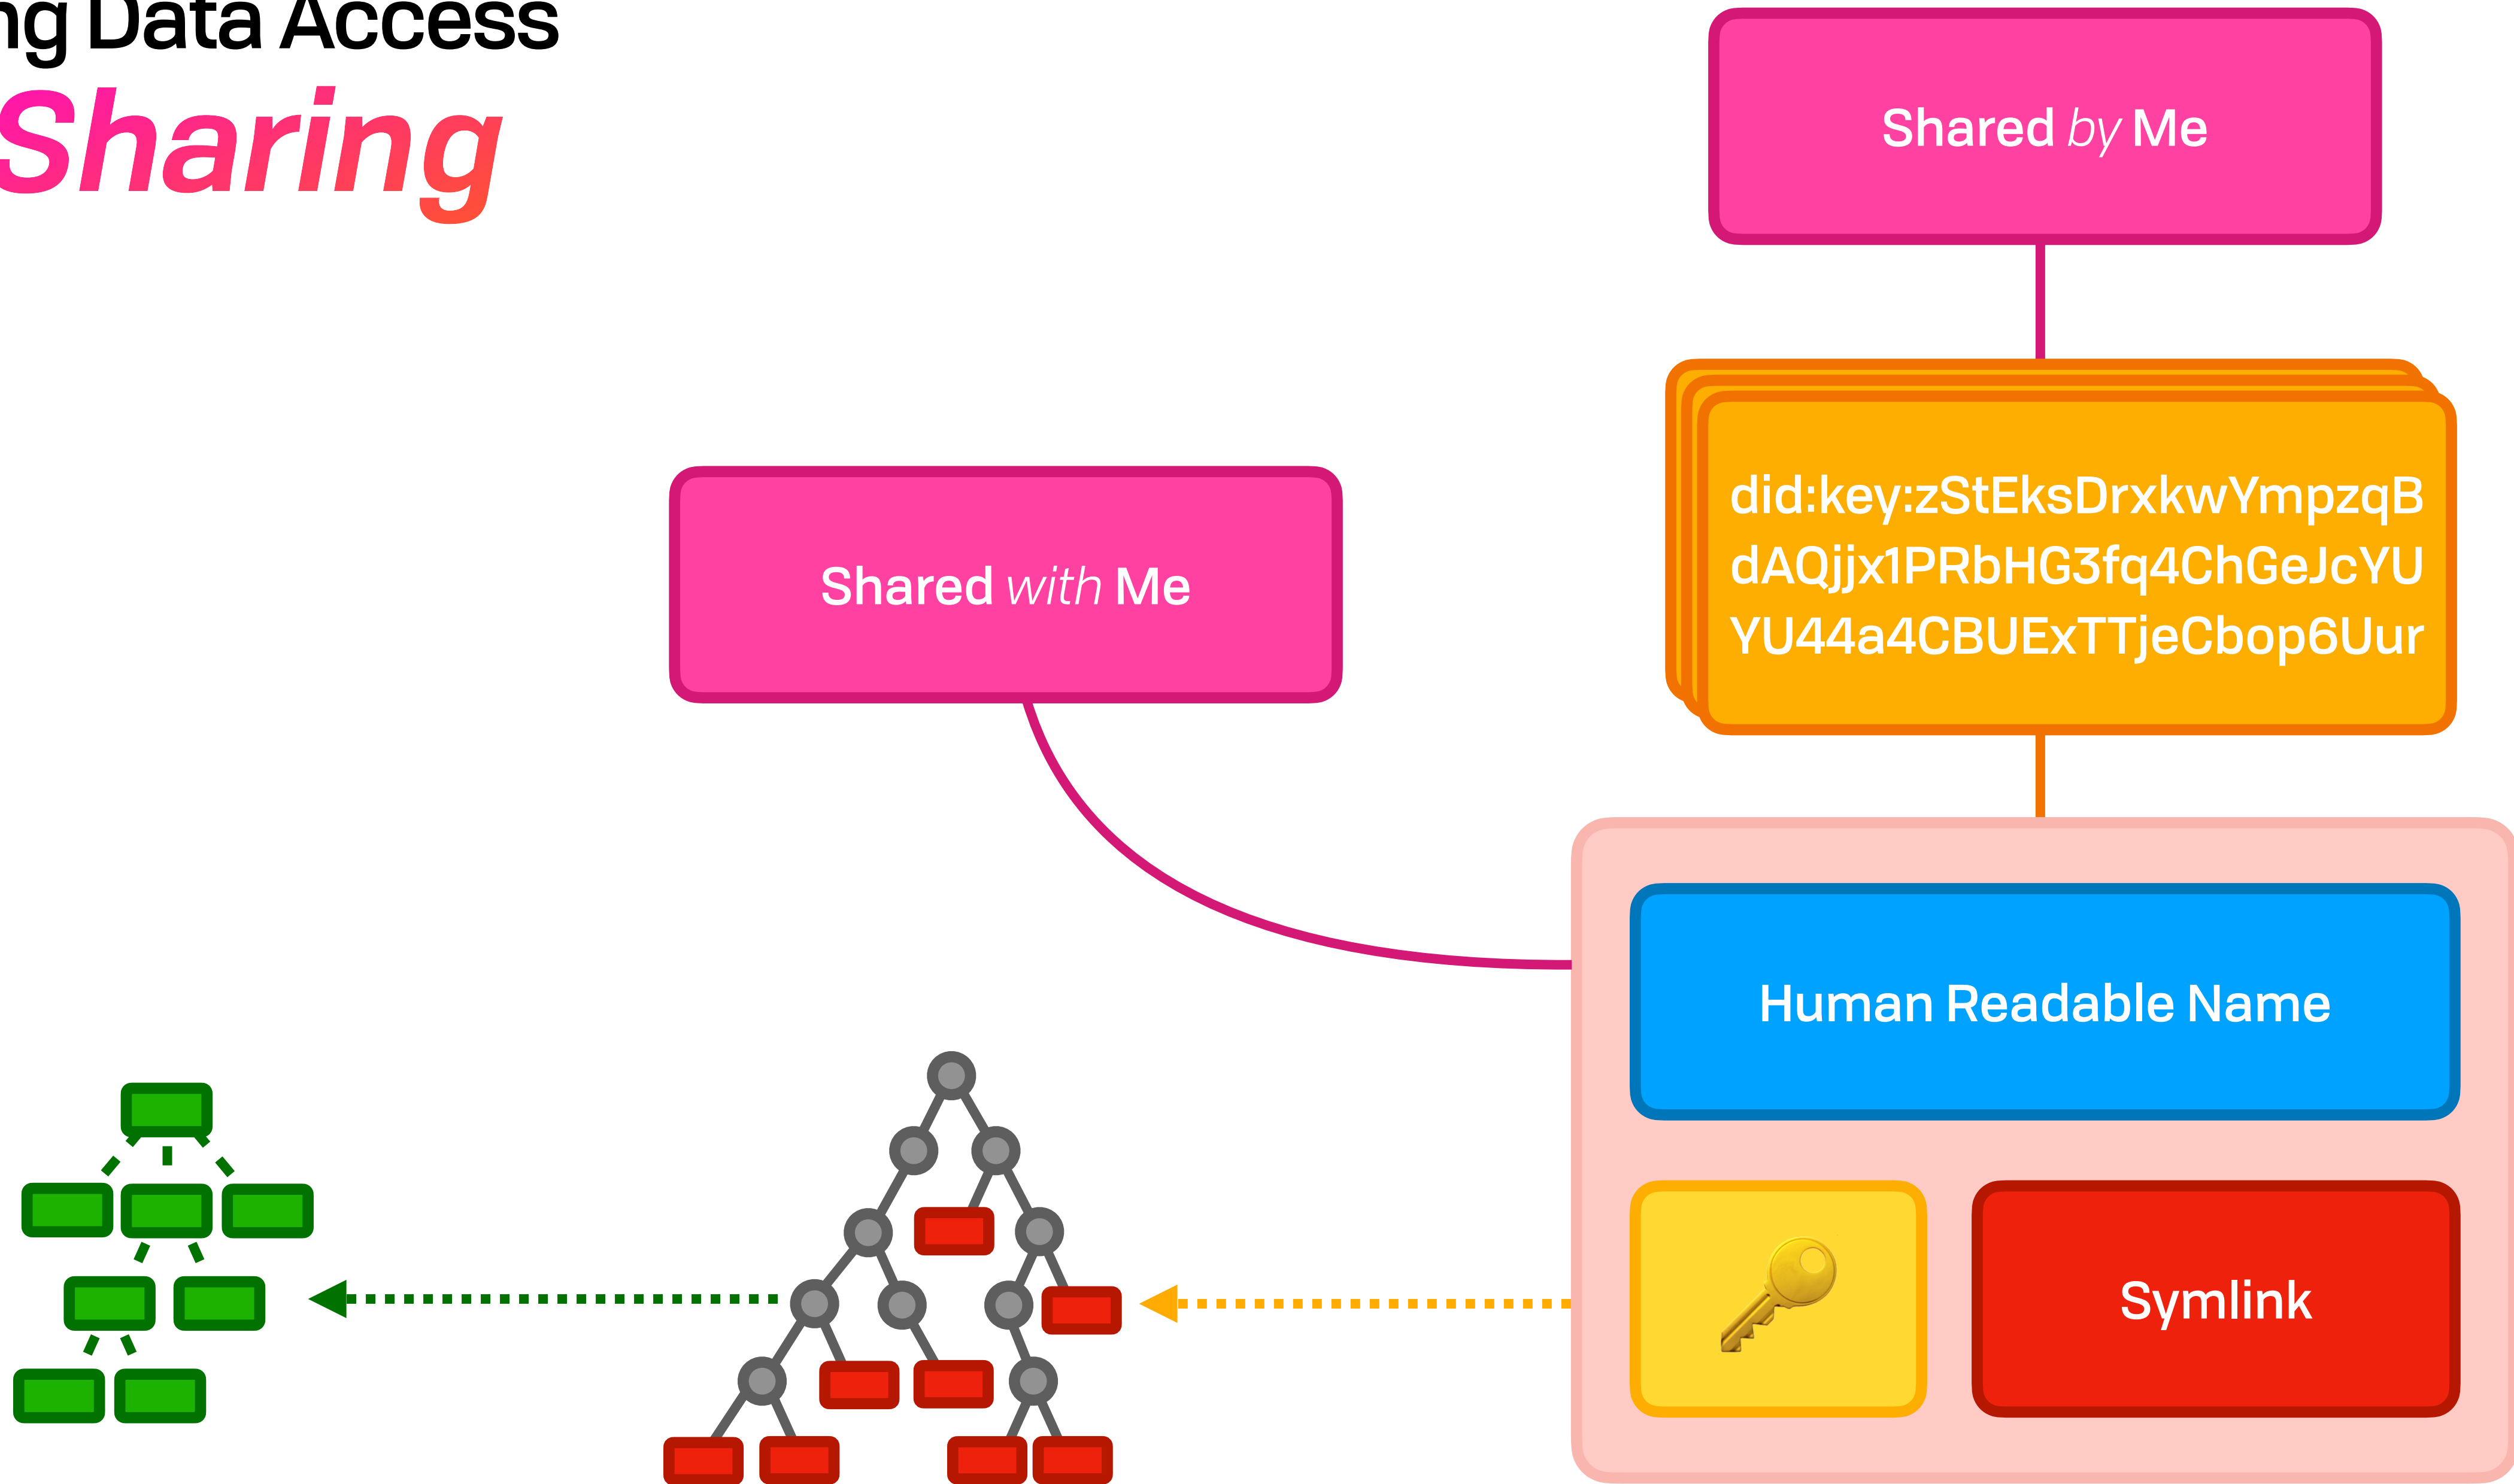 ng Data Access
Sharing
Shared by Me
Shared with Me
did:key:zStEksDrxkwYmpzqB
dAQjjx1PRbHG3fq4ChGeJcYU
YU44a4CBUExTTjeCbop6Uur
Human Readable Name
Symlink